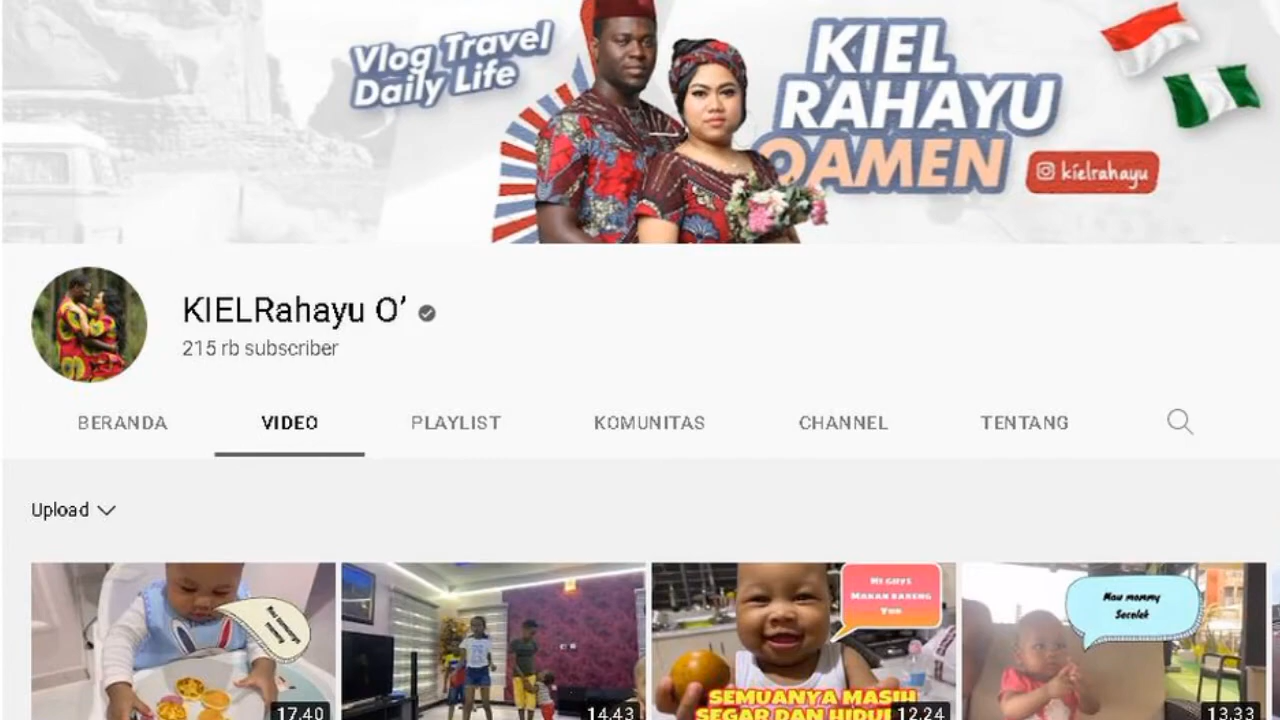 Vlog Travel
Daily Life
KIEL
RAHAYU
OAMEN
kielrahayu
KIELRahayu O’
215 rb subscriber
BERANDA VIDEO PLAYLIST KOMUNITAS CHANNEL TENTANG
Upload
17.40
14.43
HI GUYS
MAKAN BARENG
YUK
SEMUANYA MASIH
SEGAR DAN HIDUP
12.24
Mau mommy
Secolek
13.33